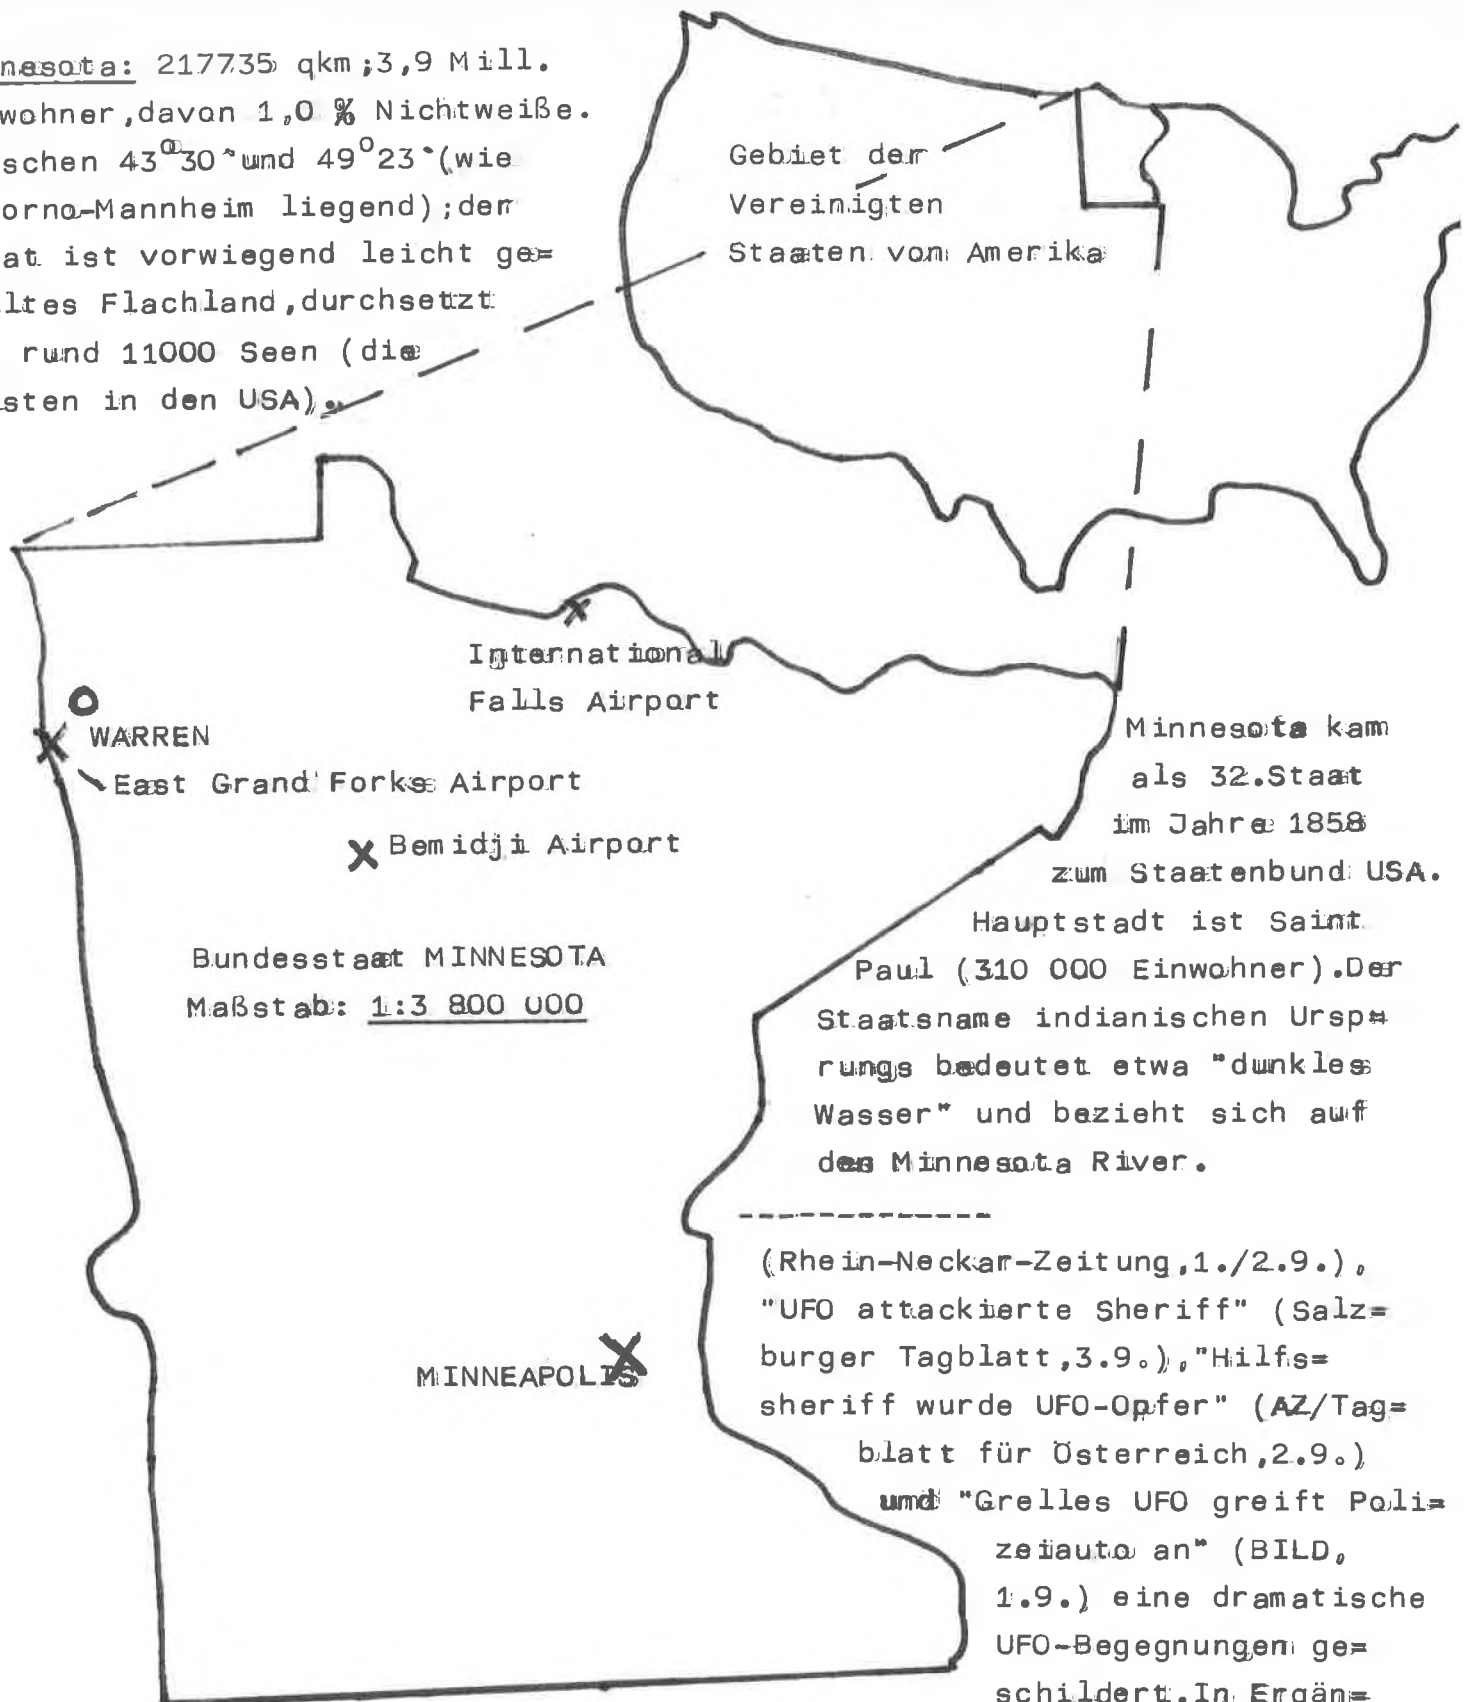 nesota: 217735 qkm;3,9 Mill.
wohner,davon 1,0 % Nichtweiße.
schen 43°30´und 49°23´(wie
orno-Mannheim liegend);der
at ist vorwiegend leicht ge=
ltes Flachland,durchsetzt
rund 11000 Seen (die
sten in den USA).
Gebiet der
Vereinigten
Staaten von Amerika
International
Falls Airport
WARREN
East Grand Forks Airport
Bemidji Airport
Bundesstaat MINNESOTA
Maßstab: 1:3 800 000
MINNEAPOLIS
Minnesota kam
als 32.Staat
im Jahre 1858
zum Staatenbund USA.
Hauptstadt ist Saint
Paul (310 000 Einwohner).Der
Staatsname indianischen Ursp=
rungs bedeutet etwa "dunkles
Wasser" und bezieht sich auf
den Minnesota River.
-------------
(Rhein-Neckar-Zeitung,1./2.9.),
"UFO attackierte Sheriff" (Salz=
burger Tagblatt,3.9.),"Hilfs=
sheriff wurde UFO-Opfer" (AZ/Tag=
blatt für Österreich,2.9.)
und "Grelles UFO greift Poli=
zeiauto an" (BILD,
1.9.) eine dramatische
UFO-Begegnungen ge=
schildert.In Ergän=